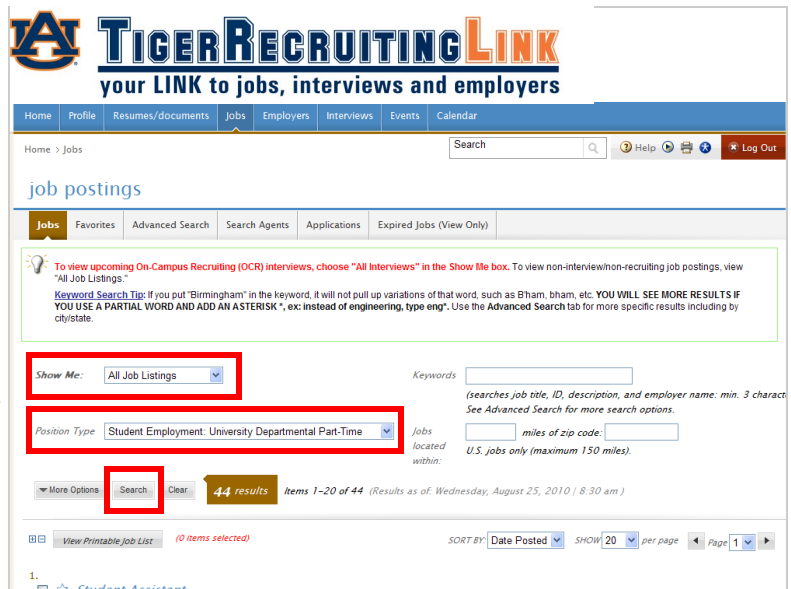 AU
TIGERRECRUITINGLINK
your LINK to jobs, interviews and employers
Home Profile Resumes/documents Jobs Employers Interviews Events Calendar
Home > Jobs Search Help Log Out
job postings
Jobs Favorites Advanced Search Search Agents Applications Expired Jobs (View Only)
To view upcoming On-Campus Recruiting (OCR) interviews, choose "All Interviews" in the Show Me box. To view non-interview/non-recruiting job postings, view
"All Job Listings."
Keyword Search Tip: If you put "Birmingham" in the keyword, it will not pull up variations of that word, such as B'ham, bham, etc. YOU WILL SEE MORE RESULTS IF
YOU USE A PARTIAL WORD AND ADD AN ASTERISK *, ex: instead of engineering, type eng*. Use the Advanced Search tab for more specific results including by
city/state.
Show Me: All Job Listings Keywords
(searches job title, ID, description, and employer name: min. 3 charact
See Advanced Search for more search options.
Position Type Student Employment: University Departmental Part-Time Jobs located within: miles of zip code:
U.S. jobs only (maximum 150 miles).
More Options Search Clear 44 results Items 1-20 of 44 (Results as of: Wednesday, August 25, 2010 | 8:30 am )
View Printable Job List (0 items selected) SORT BY: Date Posted SHOW 20 per page Page 1
1.
Student Assistant